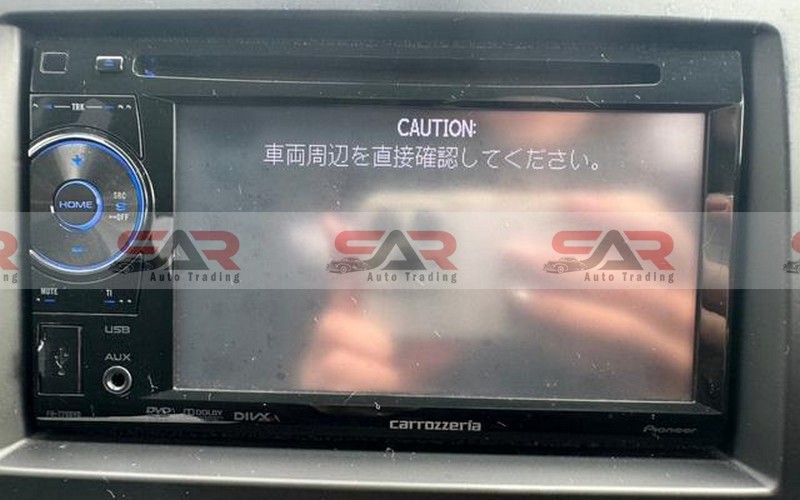 TRK
CAUTION:
車両周辺を直接確認してください。
HOME
SRC
OFF
SAR
Auto Trading
SAR
Auto Trading
SAR
Auto Trading
MUTE
TI
USB
AUX
DVD
DOLBY
DIVX
carrozzeria
Pioneer